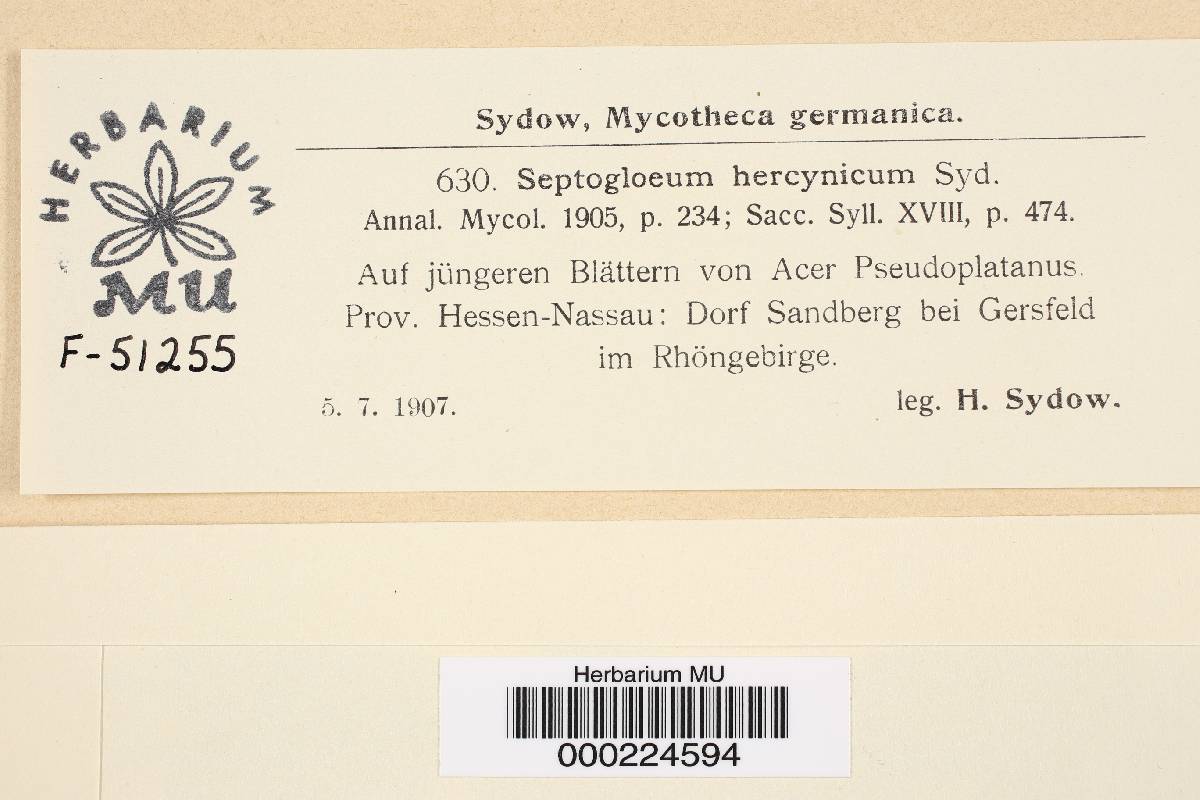 HERBARIUM
MU
F-51255
Sydow, Mycotheca germanica.
630. Septogloeum hercynicum Syd.
Annal. Mycol. 1905, p. 234; Sacc. Syll. XVIII, p. 474.
Auf jüngeren Blättern von Acer Pseudoplatanus.
Prov. Hessen-Nassau: Dorf Sandberg bei Gersfeld
im Rhöngebirge.
5. 7. 1907.
leg. H. Sydow.
Herbarium MU
000224594